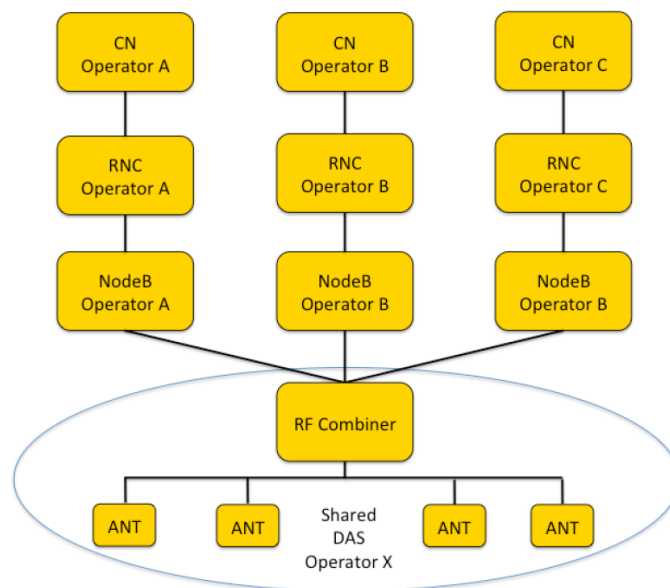 CN
Operator A
CN
Operator B
CN
Operator C
RNC
Operator A
RNC
Operator B
RNC
Operator C
NodeB
Operator A
NodeB
Operator B
NodeB
Operator B
RF Combiner
ANT
ANT
Shared
DAS
Operator X
ANT
ANT